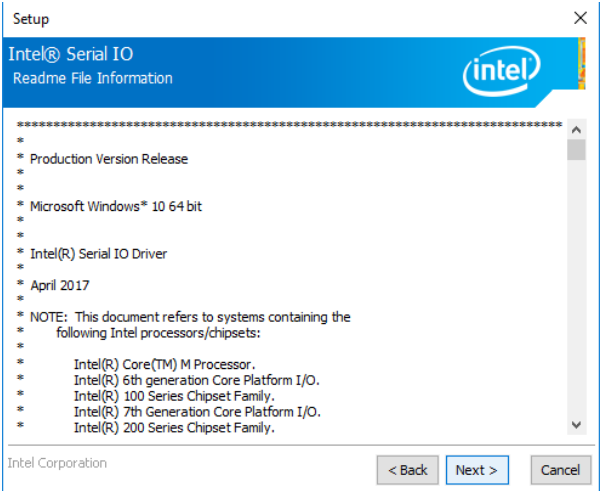 Setup
Intel® Serial IO
Readme File Information
intel
*******************************************************************************
*
* Production Version Release
*
*
* Microsoft Windows* 10 64 bit
*
*
* Intel(R) Serial IO Driver
*
* April 2017
*
* NOTE: This document refers to systems containing the
* following Intel processors/chipsets:
*
* Intel(R) Core(TM) M Processor.
* Intel(R) 6th generation Core Platform I/O.
* Intel(R) 100 Series Chipset Family.
* Intel(R) 7th Generation Core Platform I/O.
* Intel(R) 200 Series Chipset Family.
Intel Corporation
< Back
Next >
Cancel